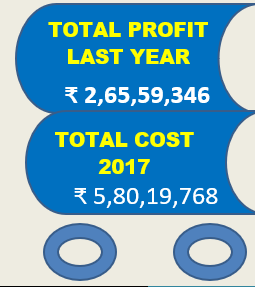 TOTAL PROFIT
LAST YEAR
₹ 2,65,59,346
TOTAL COST
2017
₹ 5,80,19,768